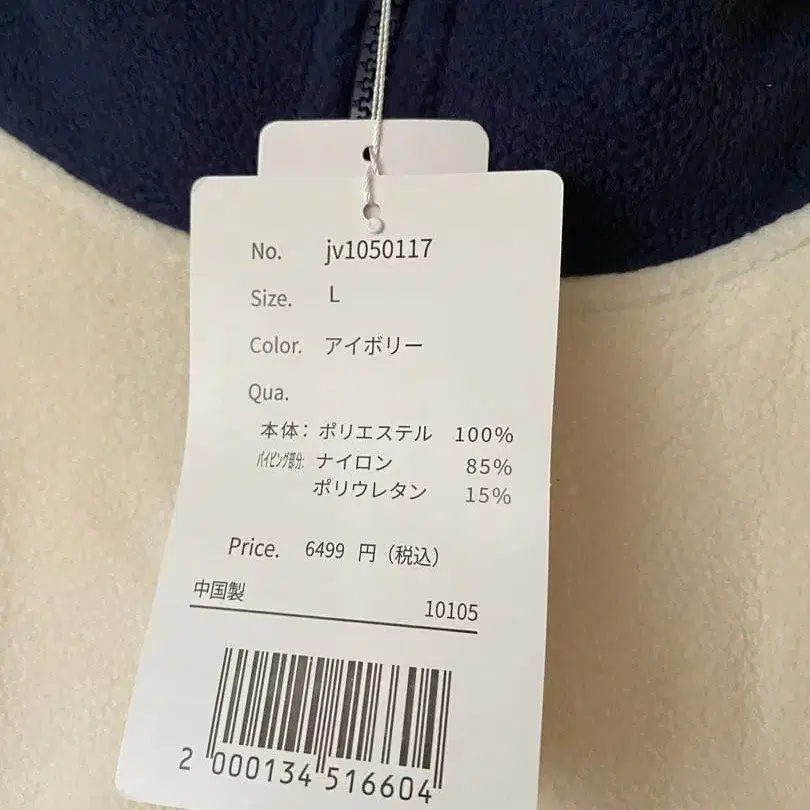 No. jv1050117
Size. L
Color. アイボリー
Qua.
本体: ポリエステル 100%
パイピング部分: ナイロン 85%
ポリウレタン 15%
Price. 6499 円 (税込)
中国製 10105
2 000134 516604